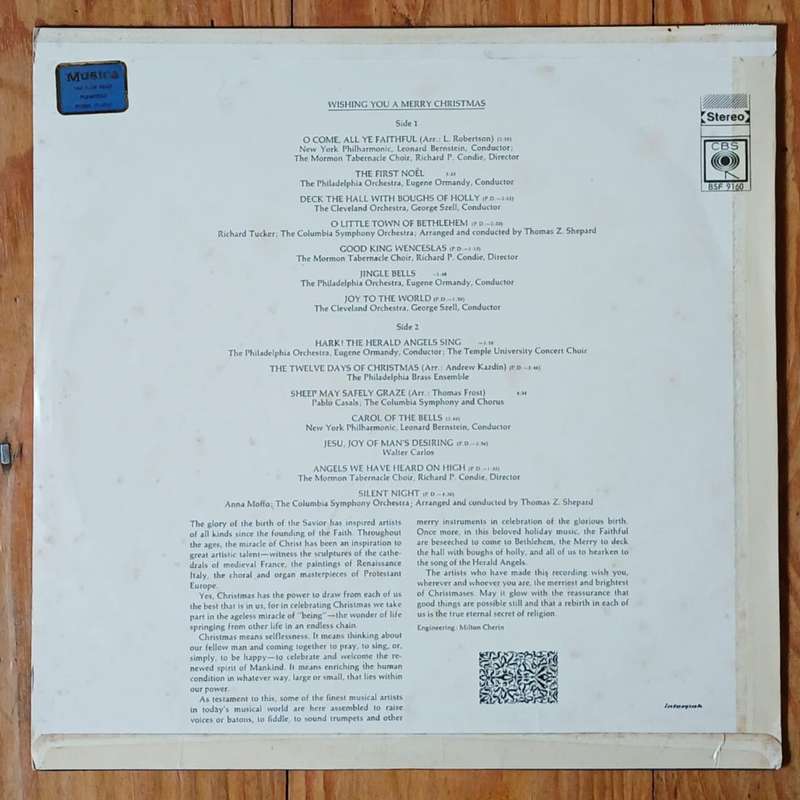 Musica
WISHING YOU A MERRY CHRISTMAS
Side 1
Stereo
CBS
BSF 9160
O COME, ALL YE FAITHFUL (Arr.: L. Robertson)
New York Philharmonic, Leonard Bernstein, Conductor;
The Mormon Tabernacle Choir, Richard P. Condie, Director
THE FIRST NOËL
The Philadelphia Orchestra, Eugene Ormandy, Conductor
DECK THE HALL WITH BOUGHS OF HOLLY
The Cleveland Orchestra, George Szell, Conductor
O LITTLE TOWN OF BETHLEHEM
Richard Tucker; The Columbia Symphony Orchestra; Arranged and conducted by Thomas Z. Shepard
GOOD KING WENCESLAS
The Mormon Tabernacle Choir, Richard P. Condie, Director
JINGLE BELLS
The Philadelphia Orchestra, Eugene Ormandy, Conductor
JOY TO THE WORLD
The Cleveland Orchestra, George Szell, Conductor
Side 2
HARK! THE HERALD ANGELS SING
The Philadelphia Orchestra, Eugene Ormandy, Conductor; The Temple University Concert Choir
THE TWELVE DAYS OF CHRISTMAS (Arr.: Andrew Kazdin)
The Philadelphia Brass Ensemble
SHEEP MAY SAFELY GRAZE (Arr.: Thomas Frost)
Pablo Casals; The Columbia Symphony and Chorus
CAROL OF THE BELLS
New York Philharmonic, Leonard Bernstein, Conductor
JESU, JOY OF MAN'S DESIRING
Walter Carlos
ANGELS WE HAVE HEARD ON HIGH
The Mormon Tabernacle Choir, Richard P. Condie, Director
SILENT NIGHT
Anna Moffo; The Columbia Symphony Orchestra; Arranged and conducted by Thomas Z. Shepard
The glory of the birth of the Savior has inspired artists
of all kinds since the founding of the Faith. Throughout
the ages, the miracle of Christ has been an inspiration to
great artistic talent—witness the sculptures of the cathe-
drals of medieval France, the paintings of Renaissance
Italy, the choral and organ masterpieces of Protestant
Europe.
Yes, Christmas has the power to draw from each of us
the best that is in us, for in celebrating Christmas we take
part in the ageless miracle of "being"—the wonder of life
springing from other life in an endless chain.
Christmas means selflessness. It means thinking about
our fellow man and coming together to pray, to sing, or,
simply, to be happy—to celebrate and welcome the re-
newed spirit of Mankind. It means enriching the human
condition in whatever way, large or small, that lies within
our power.
As testament to this, some of the finest musical artists
in today's musical world are here assembled to raise
voices or batons, to fiddle, to sound trumpets and other
merry instruments in celebration of the glorious birth.
Once more, in this beloved holiday music, the Faithful
are beseeched to come to Bethlehem, the Merry to deck
the hall with boughs of holly, and all of us to hearken to
the song of the Herald Angels.
The artists who have made this recording wish you,
wherever and whoever you are, the merriest and brightest
of Christmases. May it glow with the reassurance that
good things are possible still and that a rebirth in each of
us is the true eternal secret of religion.
Engineering: Milton Cherin
interpak